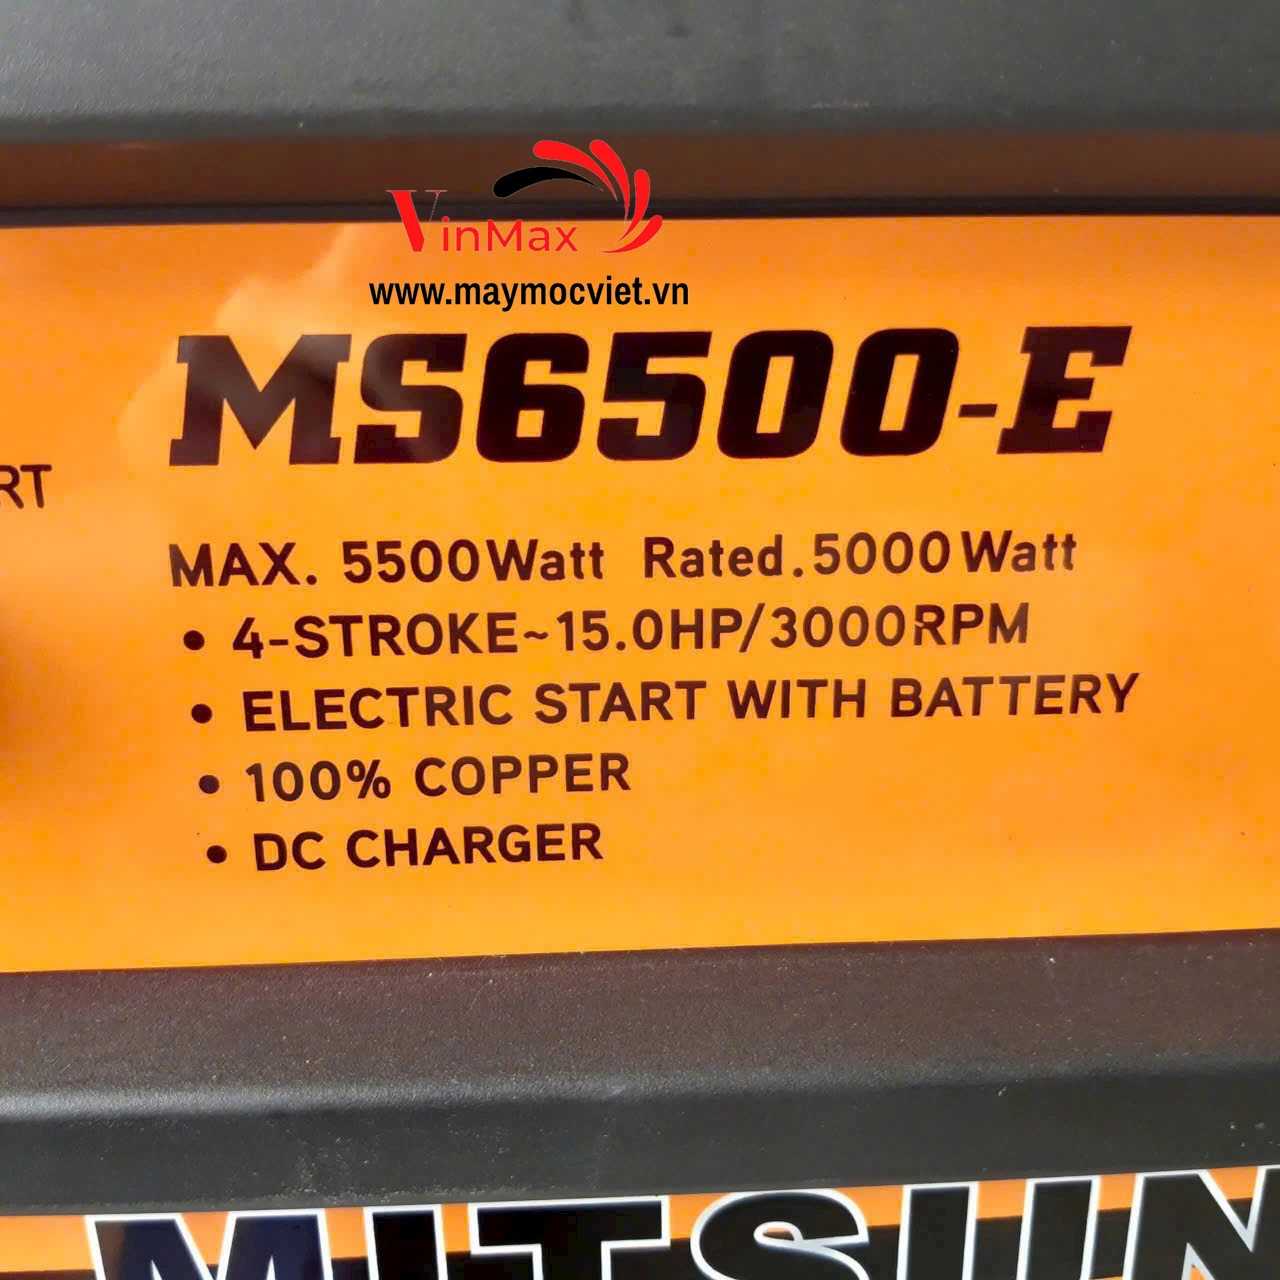 VinMax
www.maymocviet.vn
MS6500-E
RT
MAX. 5500Watt Rated.5000Watt
• 4-STROKE~15.0HP/3000RPM
• ELECTRIC START WITH BATTERY
• 100% COPPER
• DC CHARGER
MITSUN